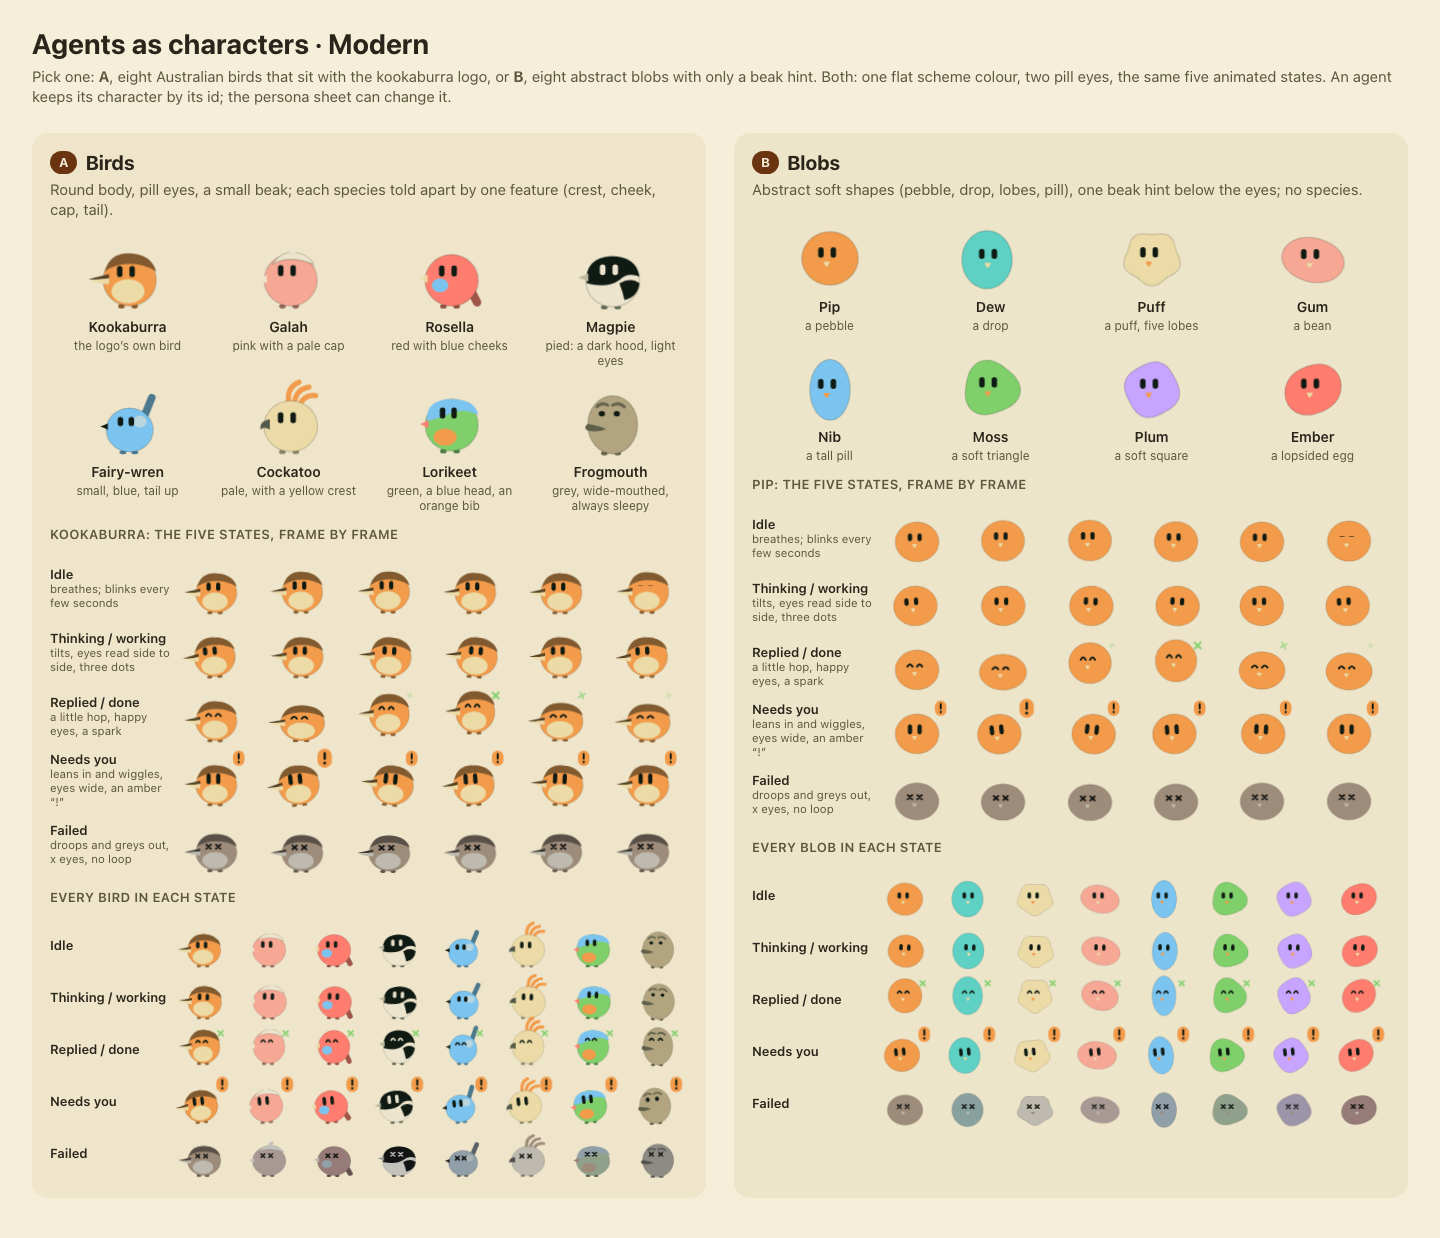 Agents as characters · Modern
Pick one: A, eight Australian birds that sit with the kookaburra logo, or B, eight abstract blobs with only a beak hint. Both: one flat scheme colour, two pill eyes, the same five animated states. An agent
keeps its character by its id; the persona sheet can change it.
A Birds
Round body, pill eyes, a small beak; each species told apart by one feature (crest, cheek,
cap, tail).
Kookaburra
the logo's own bird
Galah
pink with a pale cap
Rosella
red with blue cheeks
Magpie
pied: a dark hood, light
eyes
Fairy-wren
small, blue, tail up
Cockatoo
pale, with a yellow crest
Lorikeet
green, a blue head, an
orange bib
Frogmouth
grey, wide-mouthed,
always sleepy
KOOKABURRA: THE FIVE STATES, FRAME BY FRAME
Idle
breathes; blinks every
few seconds
Thinking / working
tilts, eyes read side to
side, three dots
Replied / done
a little hop, happy
eyes, a spark
Needs you
leans in and wiggles,
eyes wide, an amber
“!”
! ! ! ! ! !
Failed
droops and greys out,
x eyes, no loop
EVERY BIRD IN EACH STATE
Idle
Thinking / working
Replied / done
Needs you
! ! ! ! ! ! ! !
Failed
B Blobs
Abstract soft shapes (pebble, drop, lobes, pill), one beak hint below the eyes; no species.
Pip
a pebble
Dew
a drop
Puff
a puff, five lobes
Gum
a bean
Nib
a tall pill
Moss
a soft triangle
Plum
a soft square
Ember
a lopsided egg
PIP: THE FIVE STATES, FRAME BY FRAME
Idle
breathes; blinks every
few seconds
Thinking / working
tilts, eyes read side to
side, three dots
Replied / done
a little hop, happy
eyes, a spark
Needs you
leans in and wiggles,
eyes wide, an amber
“!”
! ! ! ! ! !
Failed
droops and greys out,
x eyes, no loop
EVERY BLOB IN EACH STATE
Idle
Thinking / working
Replied / done
Needs you
! ! ! ! ! ! ! !
Failed